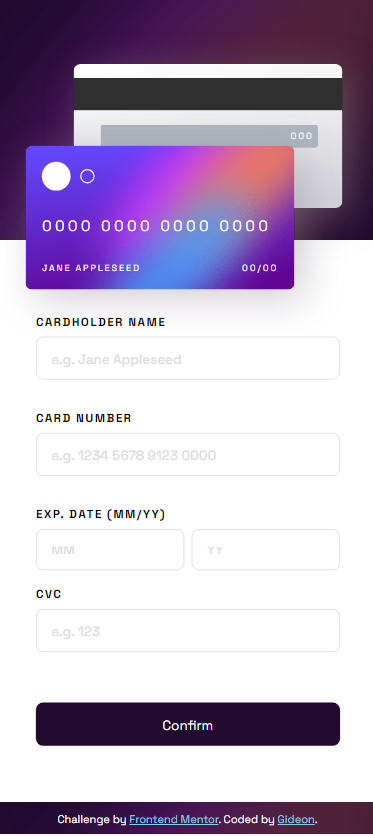 000
0000 0000 0000 0000
JANE APPLESEED 00/00
CARDHOLDER NAME
e.g. Jane Appleseed
CARD NUMBER
e.g. 1234 5678 9123 0000
EXP. DATE (MM/YY)
MM YY
CVC
e.g. 123
Confirm
Challenge by Frontend Mentor. Coded by Gideon.